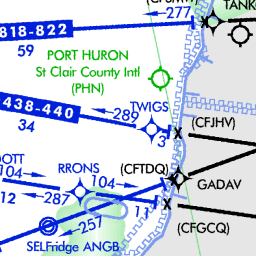 277
(CFSMT)
TANK
818-822
59
PORT HURON
St Clair County Intl
(PHN)
438-440
34
289
TWIGS
3
(CFJHV)
OTT
RRONS
(CFTDQ)
104
104
GADAV
12
287
11
257
(CFGCQ)
SELFridge ANGB